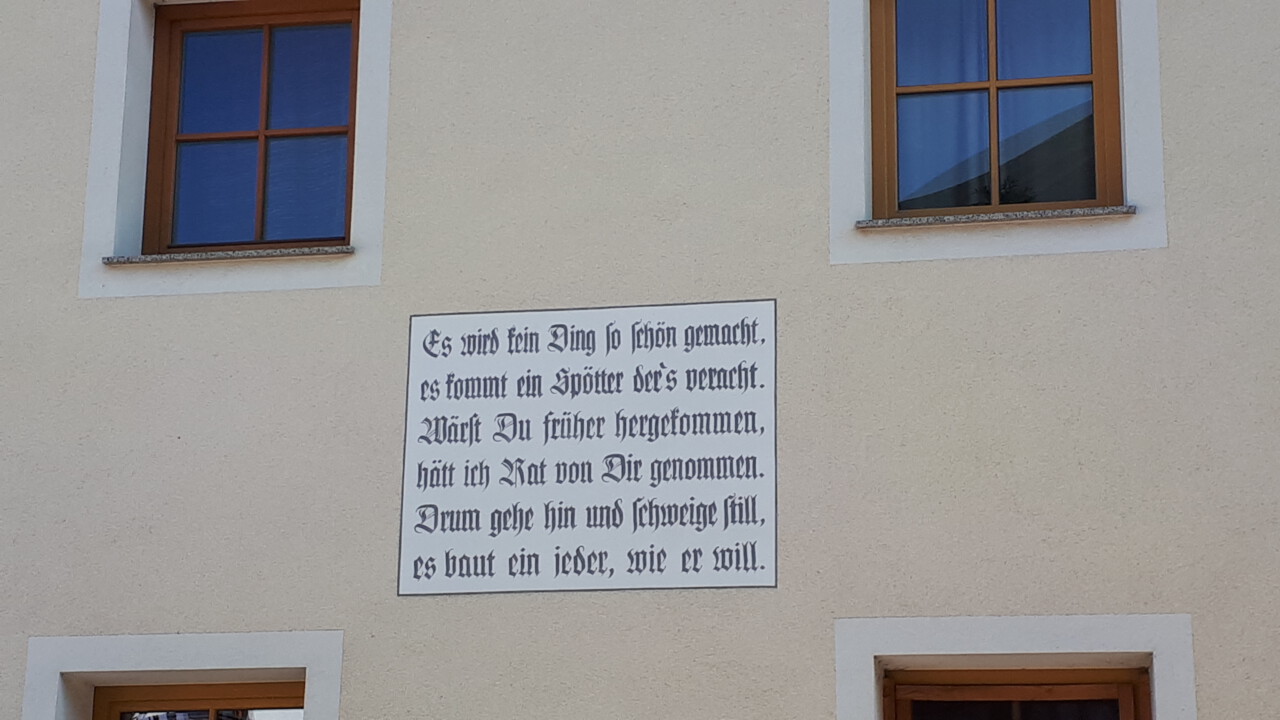 Es wird kein Ding so schön gemacht,
es kommt ein Spötter der`s veracht.
Wärst Du früher hergekommen,
hätt ich Rat von Dir genommen.
Drum gehe hin und schweige still,
es baut ein jeder, wie er will.